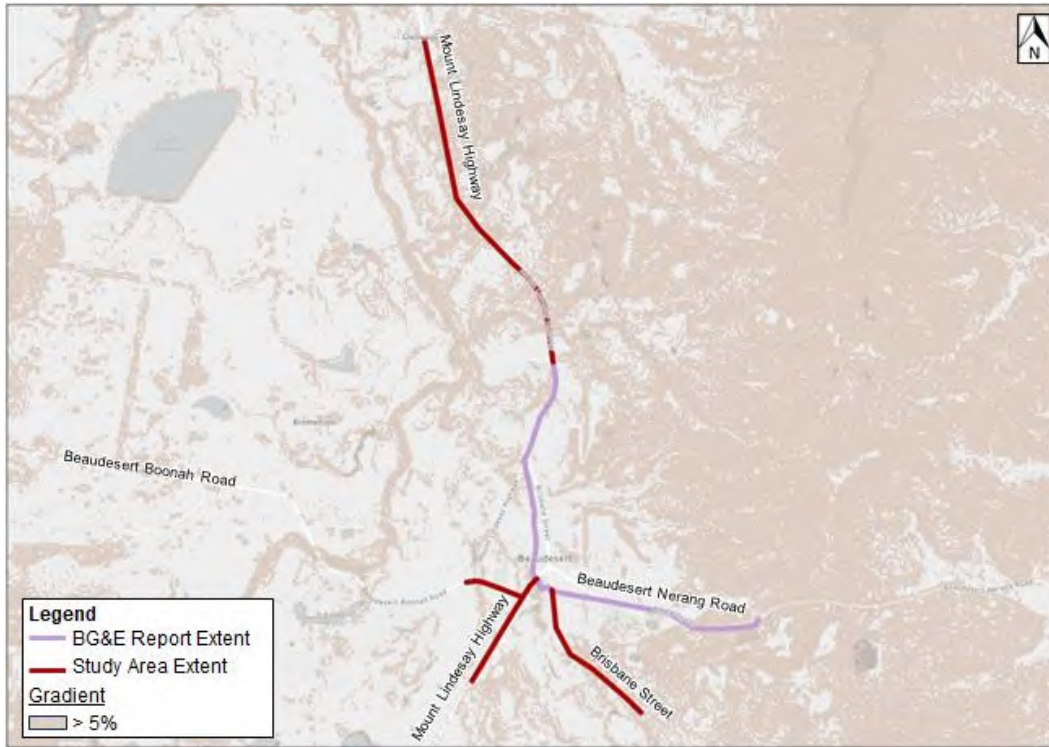 N
Mount Lindesay Highway
Beaudesert Boonah Road
Beaudesert
Beaudesert Nerang Road
Mount Lindesay Highway
Brisbane Street
Legend
BG&E Report Extent
Study Area Extent
Gradient
> 5%